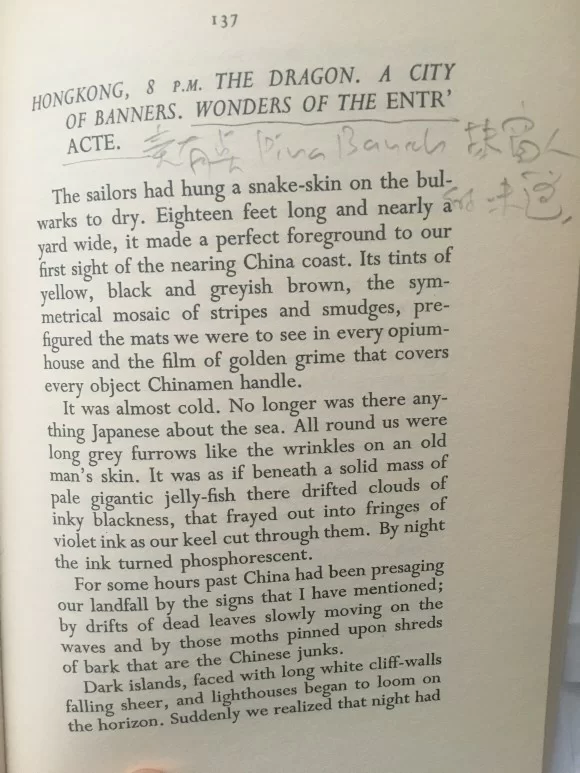 137
HONGKONG, 8 P.M. THE DRAGON. A CITY
OF BANNERS. WONDERS OF THE ENTR'
ACTE.
The sailors had hung a snake-skin on the bul-
warks to dry. Eighteen feet long and nearly a
yard wide, it made a perfect foreground to our
first sight of the nearing China coast. Its tints of
yellow, black and greyish brown, the sym-
metrical mosaic of stripes and smudges, pre-
figured the mats we were to see in every opium-
house and the film of golden grime that covers
every object Chinamen handle.
It was almost cold. No longer was there any-
thing Japanese about the sea. All round us were
long grey furrows like the wrinkles on an old
man's skin. It was as if beneath a solid mass of
pale gigantic jelly-fish there drifted clouds of
inky blackness, that frayed out into fringes of
violet ink as our keel cut through them. By night
the ink turned phosphorescent.
For some hours past China had been presaging
our landfall by the signs that I have mentioned;
by drifts of dead leaves slowly moving on the
waves and by those moths pinned upon shreds
of bark that are the Chinese junks.
Dark islands, faced with long white cliff-walls
falling sheer, and lighthouses began to loom on
the horizon. Suddenly we realized that night had